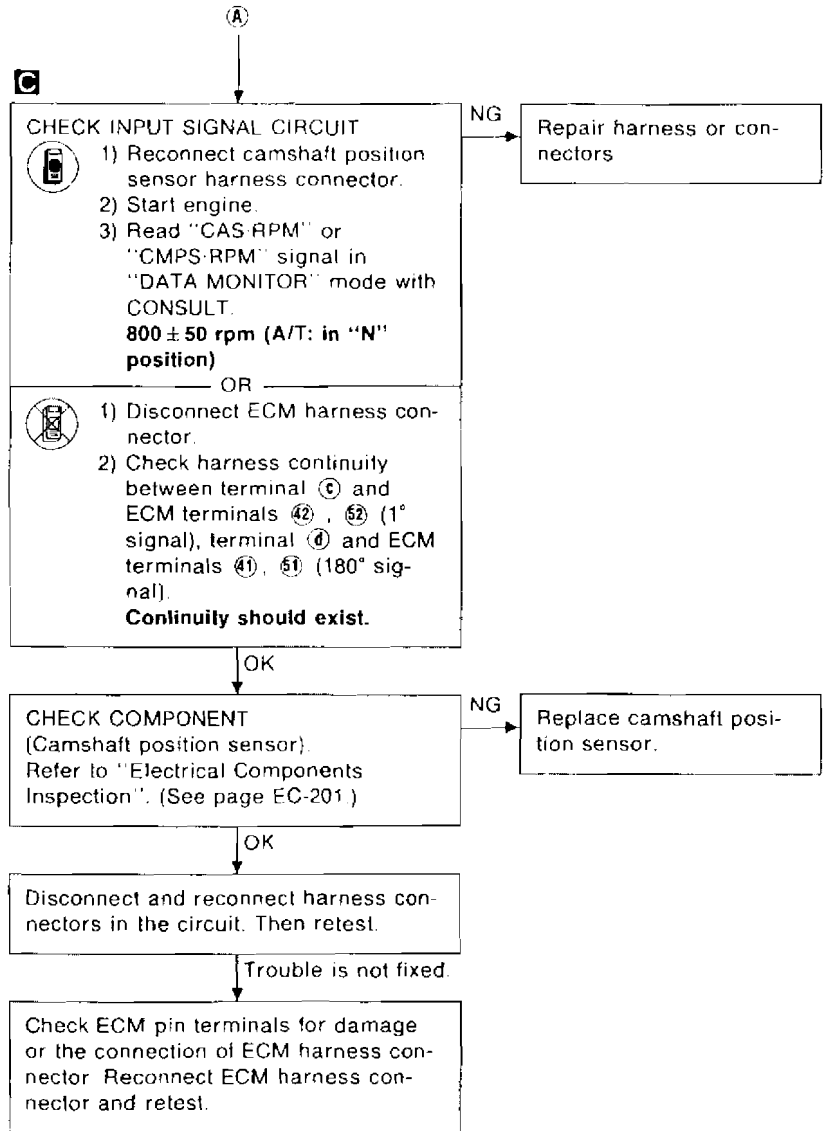 Ⓐ
C
CHECK INPUT SIGNAL CIRCUIT
1) Reconnect camshaft position
sensor harness connector.
2) Start engine.
3) Read "CAS·RPM" or
"CMPS·RPM" signal in
"DATA MONITOR" mode with
CONSULT.
800 ± 50 rpm (A/T: in "N"
position)
OR
1) Disconnect ECM harness con-
nector.
2) Check harness continuity
between terminal ⓒ and
ECM terminals ㊷ , 52 (1°
signal), terminal ⓓ and ECM
terminals ㊶, 51 (180° sig-
nal).
Continuity should exist.
NG
Repair harness or con-
nectors
OK
CHECK COMPONENT
(Camshaft position sensor).
Refer to "Electrical Components
Inspection". (See page EC-201.)
NG
Replace camshaft posi-
tion sensor.
OK
Disconnect and reconnect harness con-
nectors in the circuit. Then retest.
Trouble is not fixed.
Check ECM pin terminals for damage
or the connection of ECM harness con-
nector Reconnect ECM harness con-
nector and retest.